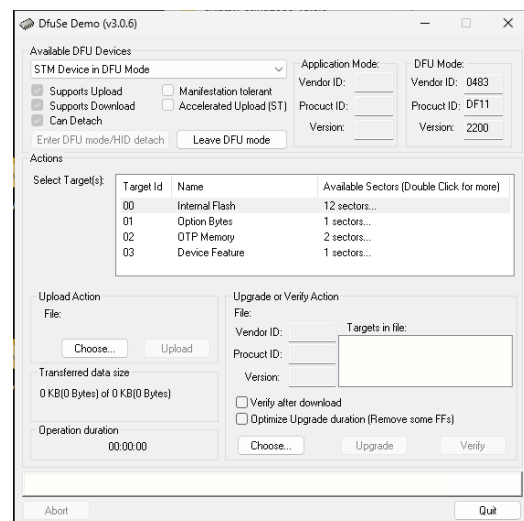 DfuSe Demo (v3.0.6)
Available DFU Devices
STM Device in DFU Mode
Supports Upload
Manifestation tolerant
Supports Download
Accelerated Upload (ST)
Can Detach
Enter DFU mode/HID detach
Leave DFU mode
Application Mode:
Vendor ID:
Procuct ID:
Version:
DFU Mode:
Vendor ID: 0483
Procuct ID: DF11
Version: 2200
Actions
Select Target(s):
Target Id Name Available Sectors (Double Click for more)
00 Internal Flash 12 sectors...
01 Option Bytes 1 sectors...
02 OTP Memory 2 sectors...
03 Device Feature 1 sectors...
Upload Action
File:
Choose... Upload
Transferred data size
0 KB(0 Bytes) of 0 KB(0 Bytes)
Operation duration
00:00:00
Upgrade or Verify Action
File:
Vendor ID:
Targets in file:
Procuct ID:
Version:
Verify after download
Optimize Upgrade duration (Remove some FFs)
Choose... Upgrade Verify
Abort Quit